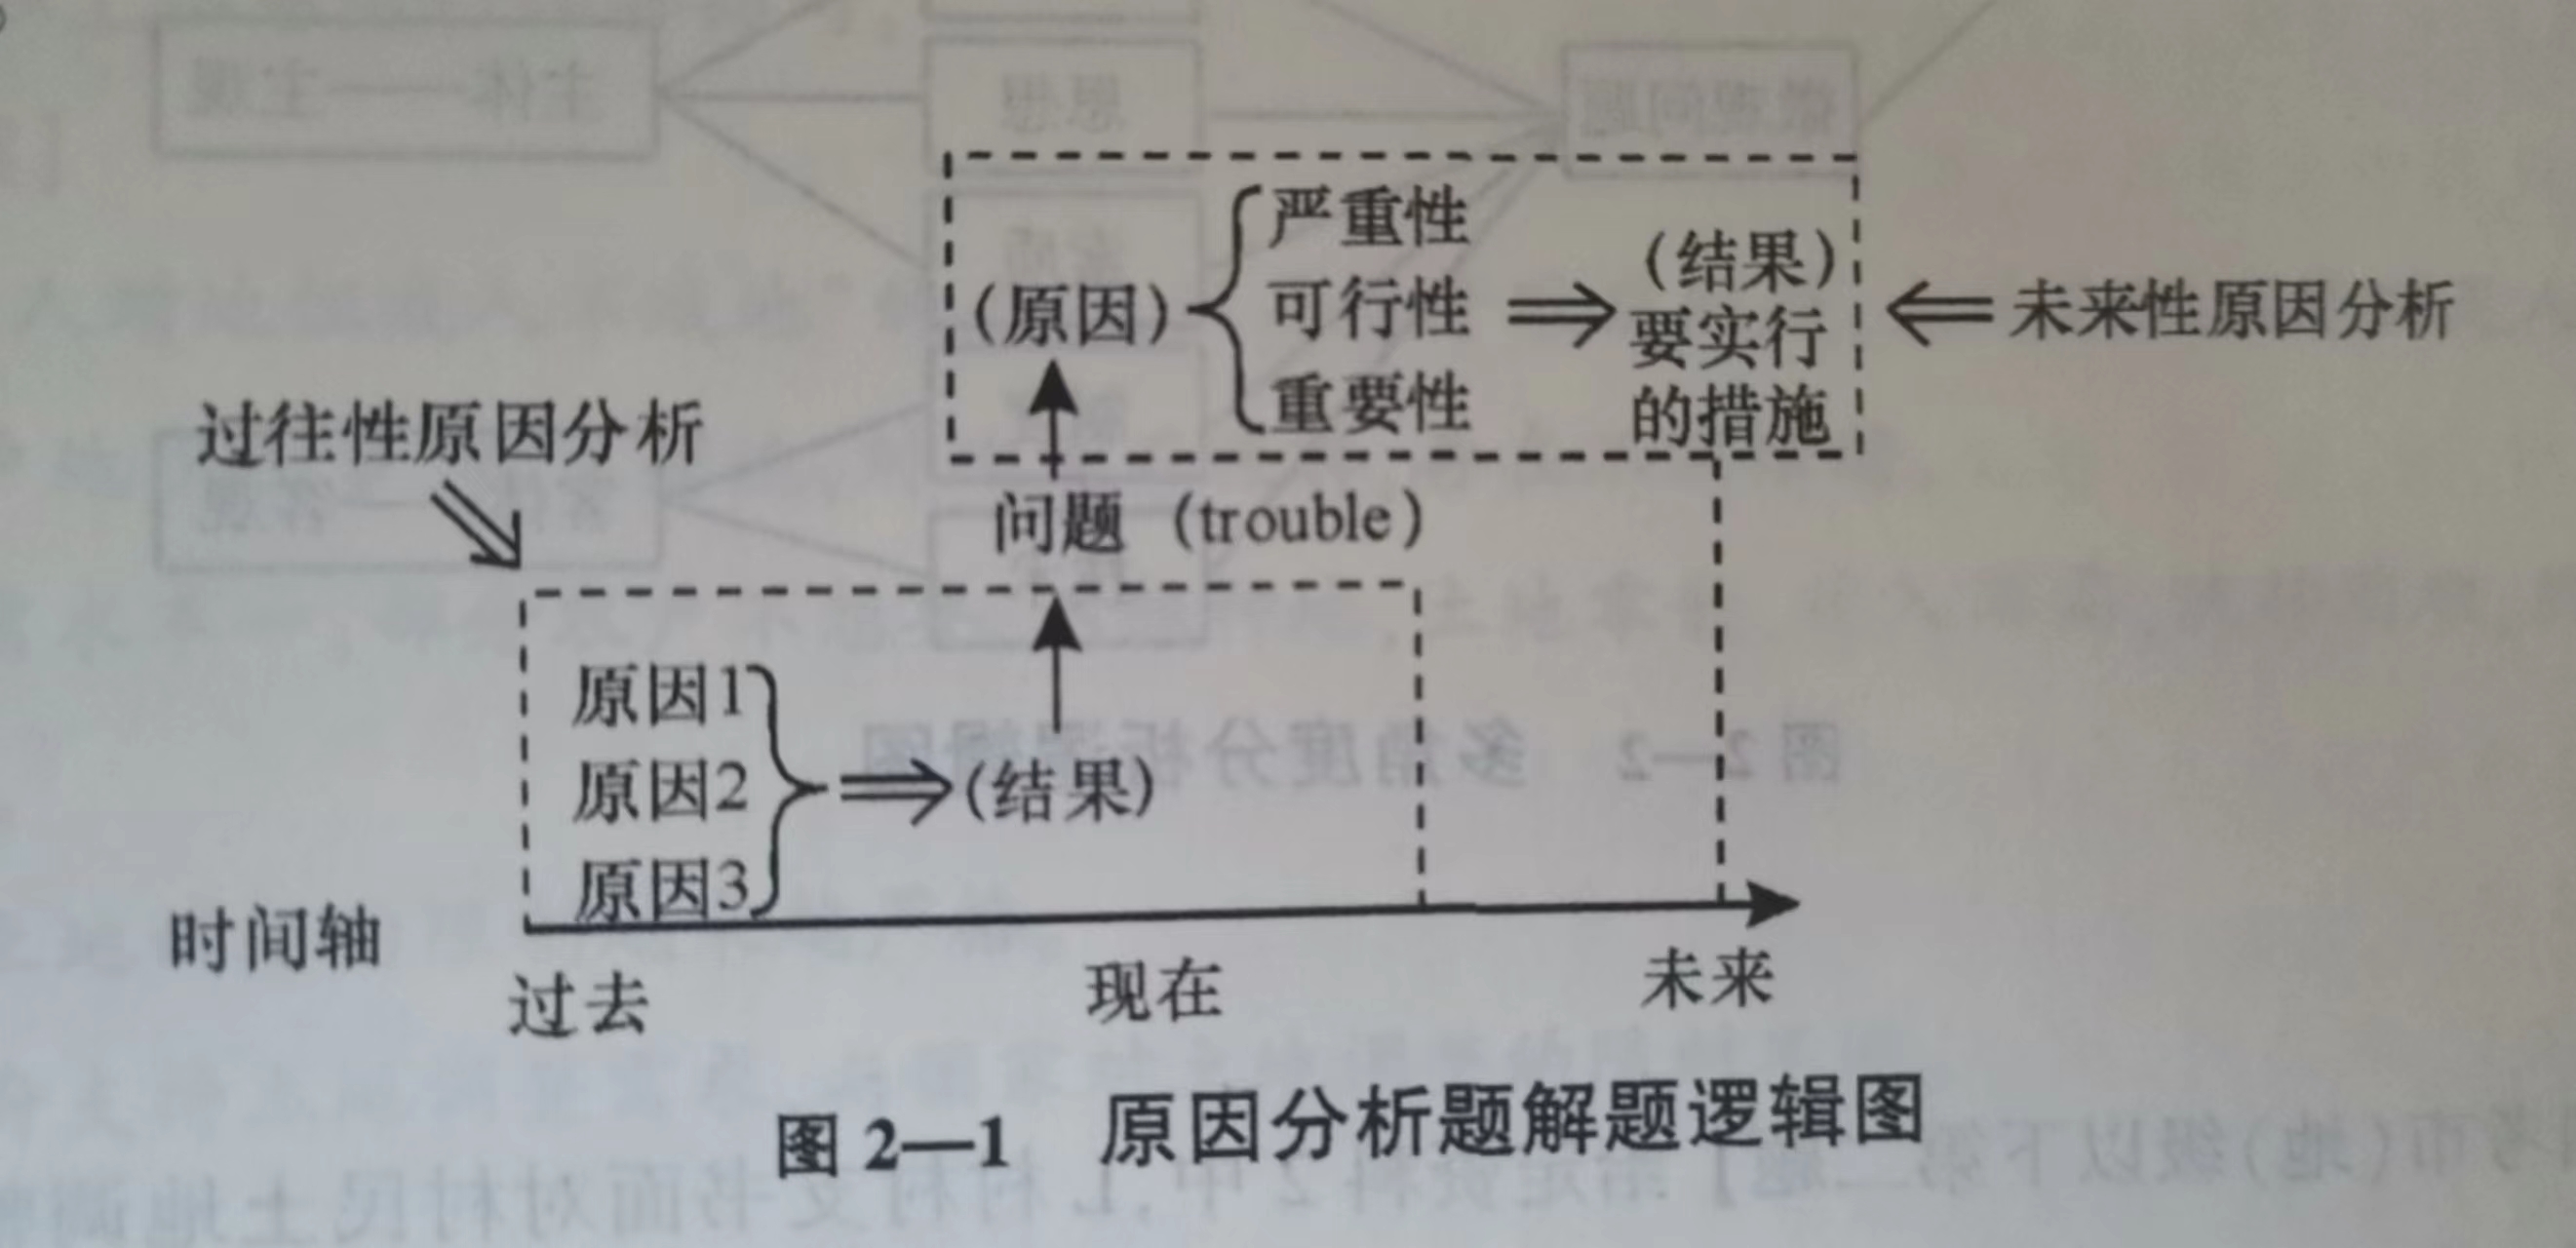 严重性
(原因)
可行性
重要性
(结果)
要实行
的措施
未来性原因分析
过往性原因分析
问题 (trouble)
原因1
原因2
原因3
(结果)
时间轴
过去
现在
未来
图 2—1 原因分析题解题逻辑图